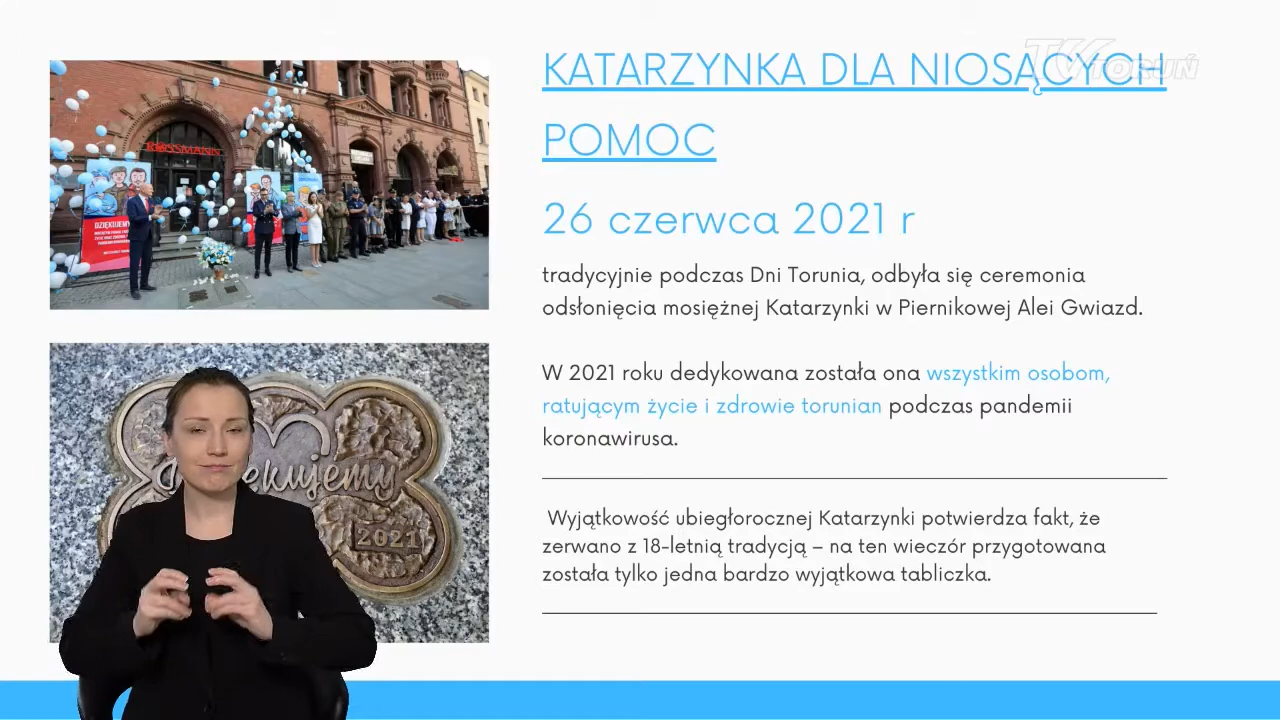 KATARZYNKA DLA NIOSĄCYCH
POMOC
26 czerwca 2021 r
tradycyjnie podczas Dni Torunia, odbyła się ceremonia
odsłonięcia mosiężnej Katarzynki w Piernikowej Alei Gwiazd.
W 2021 roku dedykowana została ona wszystkim osobom,
ratującym życie i zdrowie torunian podczas pandemii
koronawirusa.
Wyjątkowość ubiegłorocznej Katarzynki potwierdza fakt, że
zerwano z 18-letnią tradycją – na ten wieczór przygotowana
została tylko jedna bardzo wyjątkowa tabliczka.
TV TORUŃ
ROSSMANN
DZIĘKUJEMY
2021